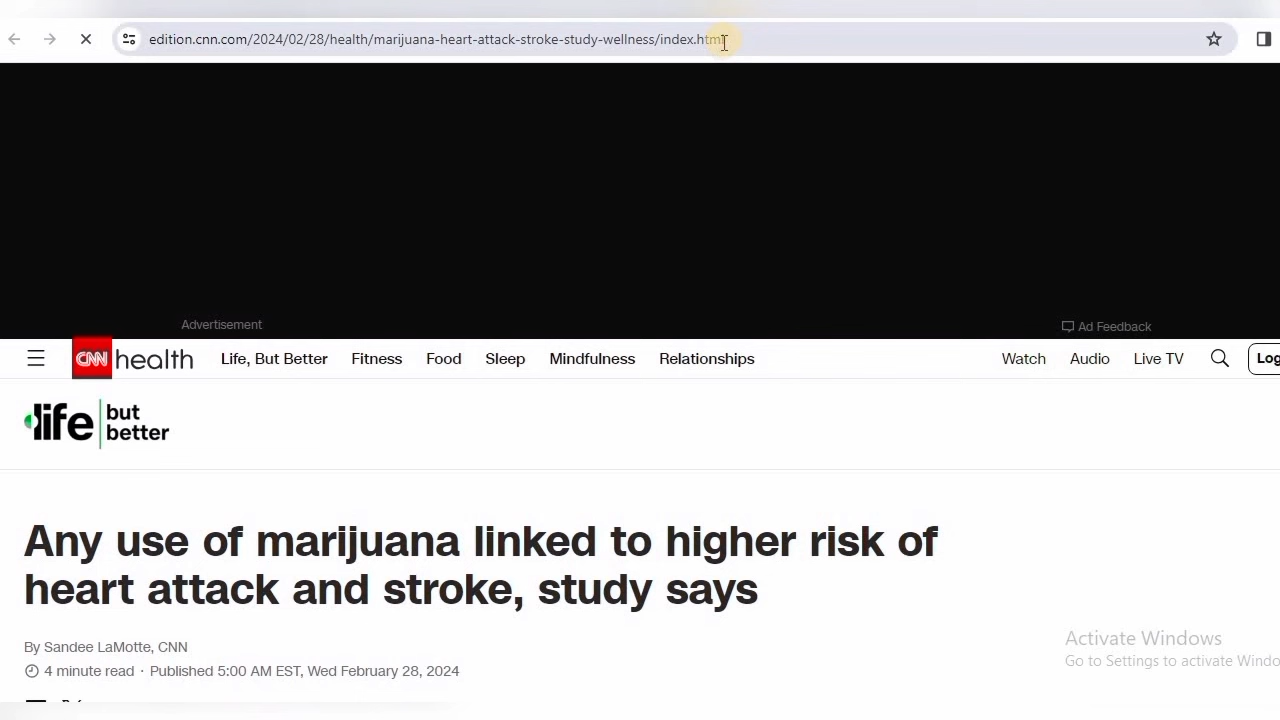 edition.cnn.com/2024/02/28/health/marijuana-heart-attack-stroke-study-wellness/index.html
Advertisement
Ad Feedback
CNN health Life, But Better Fitness Food Sleep Mindfulness Relationships Watch Audio Live TV Log
life but better
Any use of marijuana linked to higher risk of
heart attack and stroke, study says
By Sandee LaMotte, CNN
4 minute read · Published 5:00 AM EST, Wed February 28, 2024
Activate Windows
Go to Settings to activate Windo